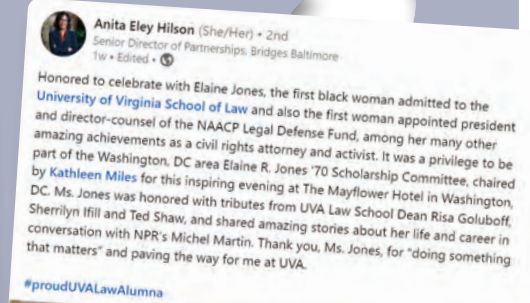 Anita Eley Hilson (She/Her) • 2nd
Senior Director of Partnerships, Bridges Baltimore
1w • Edited •
Honored to celebrate with Elaine Jones, the first black woman admitted to the
University of Virginia School of Law and also the first woman appointed president
and director-counsel of the NAACP Legal Defense Fund, among her many other
amazing achievements as a civil rights attorney and activist. It was a privilege to be
part of the Washington, DC area Elaine R. Jones '70 Scholarship Committee, chaired
by Kathleen Miles for this inspiring evening at The Mayflower Hotel in Washington,
DC. Ms. Jones was honored with tributes from UVA Law School Dean Risa Goluboff,
Sherrilyn Ifill and Ted Shaw, and shared amazing stories about her life and career in
conversation with NPR's Michel Martin. Thank you, Ms. Jones, for "doing something
that matters" and paving the way for me at UVA.
#proudUVALawAlumna